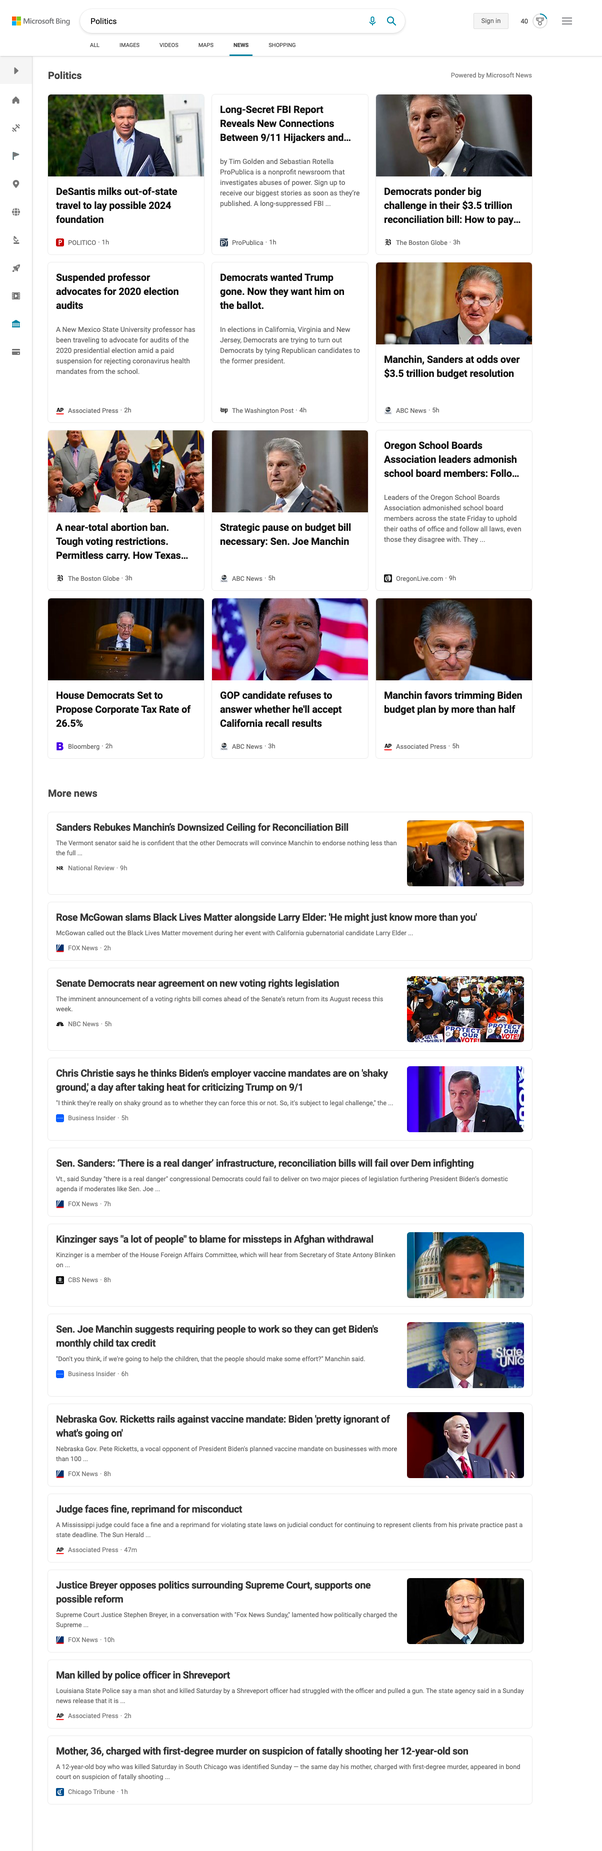 Microsoft Bing
Politics
Sign in
40
ALL
IMAGES
VIDEOS
MAPS
NEWS
SHOPPING
Politics
Powered by Microsoft News
DeSantis milks out-of-state
travel to lay possible 2024
foundation
POLITICO · 1h
Long-Secret FBI Report
Reveals New Connections
Between 9/11 Hijackers and...
by Tim Golden and Sebastian Rotella
ProPublica is a nonprofit newsroom that
investigates abuses of power. Sign up to
receive our biggest stories as soon as they're
published. A long-suppressed FBI ...
ProPublica · 1h
Democrats ponder big
challenge in their $3.5 trillion
reconciliation bill: How to pay...
The Boston Globe · 3h
Suspended professor
advocates for 2020 election
audits
A New Mexico State University professor has
been traveling to advocate for audits of the
2020 presidential election amid a paid
suspension for rejecting coronavirus health
mandates from the school.
AP Associated Press · 2h
Democrats wanted Trump
gone. Now they want him on
the ballot.
In elections in California, Virginia and New
Jersey, Democrats are trying to turn out
Democrats by tying Republican candidates to
the former president.
wp The Washington Post · 4h
Manchin, Sanders at odds over
$3.5 trillion budget resolution
ABC News · 5h
A near-total abortion ban.
Tough voting restrictions.
Permitless carry. How Texas...
The Boston Globe · 3h
Strategic pause on budget bill
necessary: Sen. Joe Manchin
ABC News · 5h
Oregon School Boards
Association leaders admonish
school board members: Follo...
Leaders of the Oregon School Boards
Association admonished school board
members across the state Friday to uphold
their oaths of office and follow all laws, even
those they disagree with. They ...
OregonLive.com · 9h
House Democrats Set to
Propose Corporate Tax Rate of
26.5%
B Bloomberg · 2h
GOP candidate refuses to
answer whether he'll accept
California recall results
ABC News · 3h
Manchin favors trimming Biden
budget plan by more than half
AP Associated Press · 5h
More news
Sanders Rebukes Manchin's Downsized Ceiling for Reconciliation Bill
The Vermont senator said he is confident that the other Democrats will convince Manchin to endorse nothing less than
the full ...
NR National Review · 9h
Rose McGowan slams Black Lives Matter alongside Larry Elder: 'He might just know more than you'
McGowan called out the Black Lives Matter movement during her event with California gubernatorial candidate Larry Elder ...
FOX News · 2h
Senate Democrats near agreement on new voting rights legislation
The imminent announcement of a voting rights bill comes ahead of the Senate's return from its August recess this
week.
NBC News · 5h
PROTECT OUR VOTE!
PROTECT OUR VOTE!
Chris Christie says he thinks Biden's employer vaccine mandates are on 'shaky
ground,' a day after taking heat for criticizing Trump on 9/1
"I think they're really on shaky ground as to whether they can force this or not. So, it's subject to legal challenge," the ...
Business Insider · 5h
Sen. Sanders: 'There is a real danger' infrastructure, reconciliation bills will fail over Dem infighting
Vt., said Sunday "there is a real danger" congressional Democrats could fail to deliver on two major pieces of legislation furthering President Biden's domestic
agenda if moderates like Sen. Joe ...
FOX News · 7h
Kinzinger says "a lot of people" to blame for missteps in Afghan withdrawal
Kinzinger is a member of the House Foreign Affairs Committee, which will hear from Secretary of State Antony Blinken
on ...
CBS News · 8h
Sen. Joe Manchin suggests requiring people to work so they can get Biden's
monthly child tax credit
"Don't you think, if we're going to help the children, that the people should make some effort?" Manchin said.
Business Insider · 6h
State
UNIO
Nebraska Gov. Ricketts rails against vaccine mandate: Biden 'pretty ignorant of
what's going on'
Nebraska Gov. Pete Ricketts, a vocal opponent of President Biden's planned vaccine mandate on businesses with more
than 100 ...
FOX News · 8h
Judge faces fine, reprimand for misconduct
A Mississippi judge could face a fine and a reprimand for violating state laws on judicial conduct for continuing to represent clients from his private practice past a
state deadline. The Sun Herald ...
AP Associated Press · 47m
Justice Breyer opposes politics surrounding Supreme Court, supports one
possible reform
Supreme Court Justice Stephen Breyer, in a conversation with "Fox News Sunday," lamented how politically charged the
Supreme ...
FOX News · 10h
Man killed by police officer in Shreveport
Louisiana State Police say a man shot and killed Saturday by a Shreveport officer had struggled with the officer and pulled a gun. The state agency said in a Sunday
news release that it is ...
AP Associated Press · 2h
Mother, 36, charged with first-degree murder on suspicion of fatally shooting her 12-year-old son
A 12-year-old boy who was killed Saturday in South Chicago was identified Sunday — the same day his mother, charged with first-degree murder, appeared in bond
court on suspicion of fatally shooting ...
Chicago Tribune · 1h